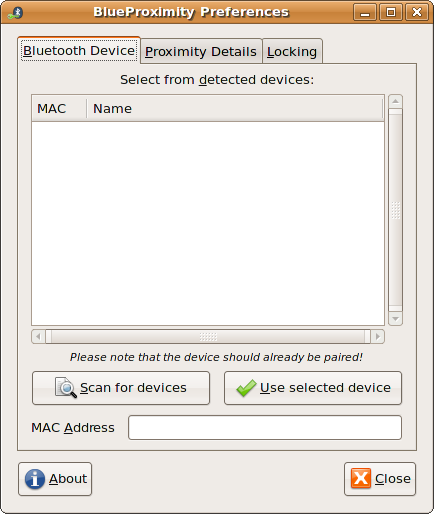 BlueProximity Preferences
Bluetooth Device Proximity Details Locking
Select from detected devices:
MAC Name
Please note that the device should already be paired!
Scan for devices Use selected device
MAC Address
About Close